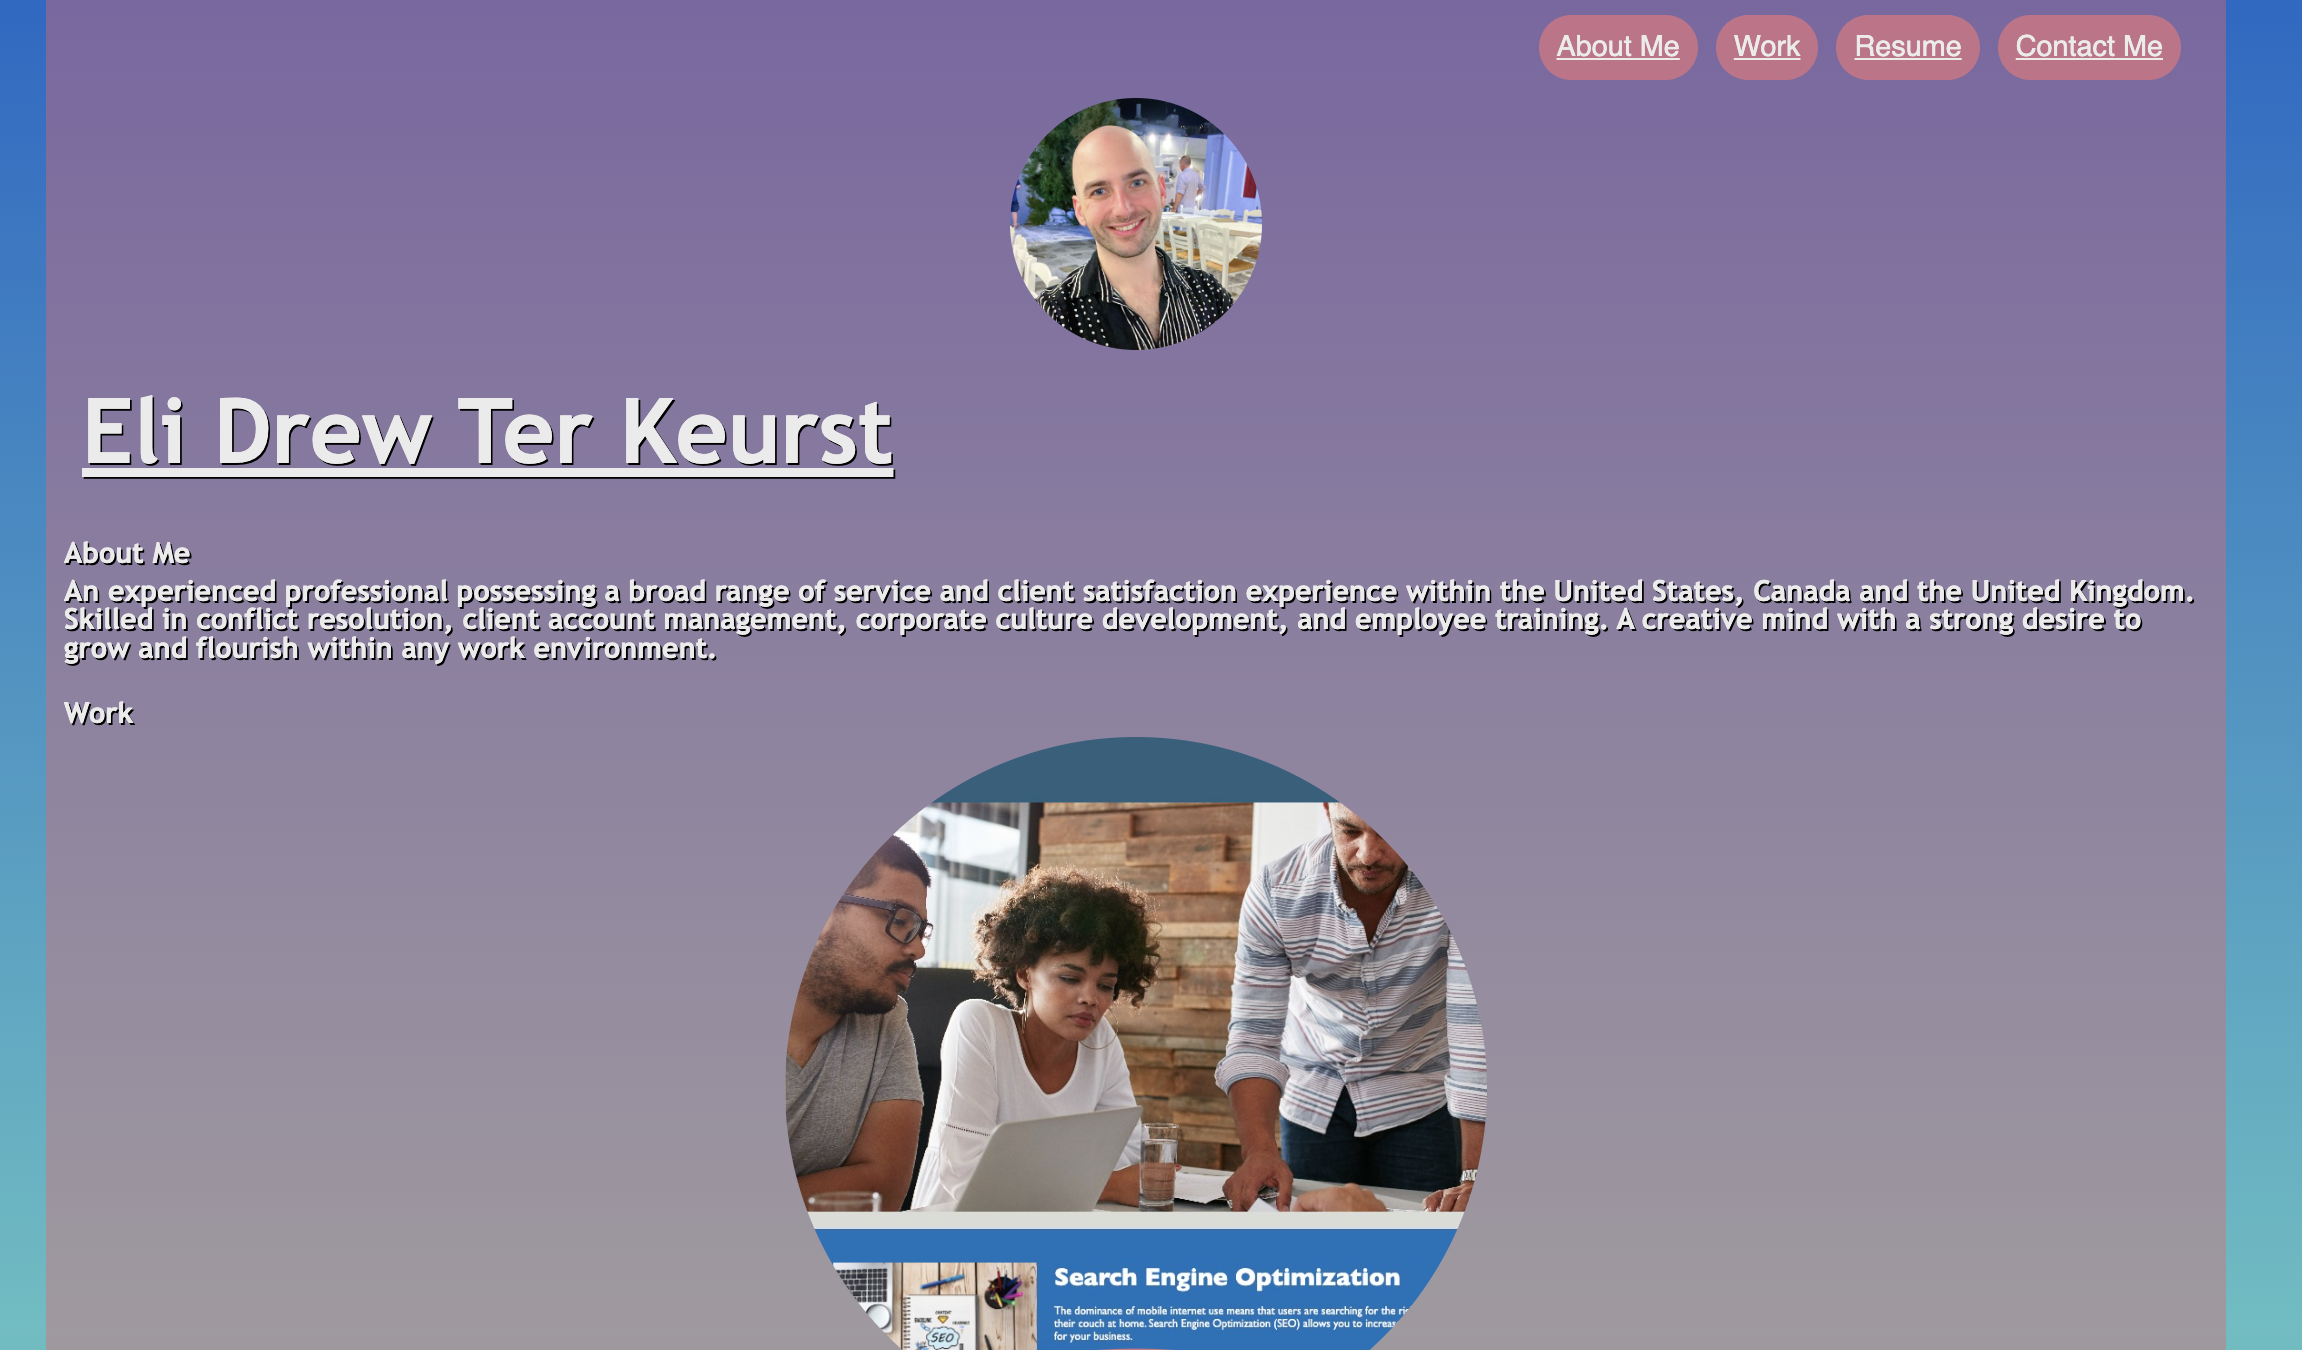 About Me Work Resume Contact Me
Eli Drew Ter Keurst
About Me
An experienced professional possessing a broad range of service and client satisfaction experience within the United States, Canada and the United Kingdom.
Skilled in conflict resolution, client account management, corporate culture development, and employee training. A creative mind with a strong desire to
grow and flourish within any work environment.
Work
Search Engine Optimization
The dominance of mobile internet use means that users are searching for the
their couch at home. Search Engine Optimization (SEO) allows you to
for your business.
CONTENT
SEO